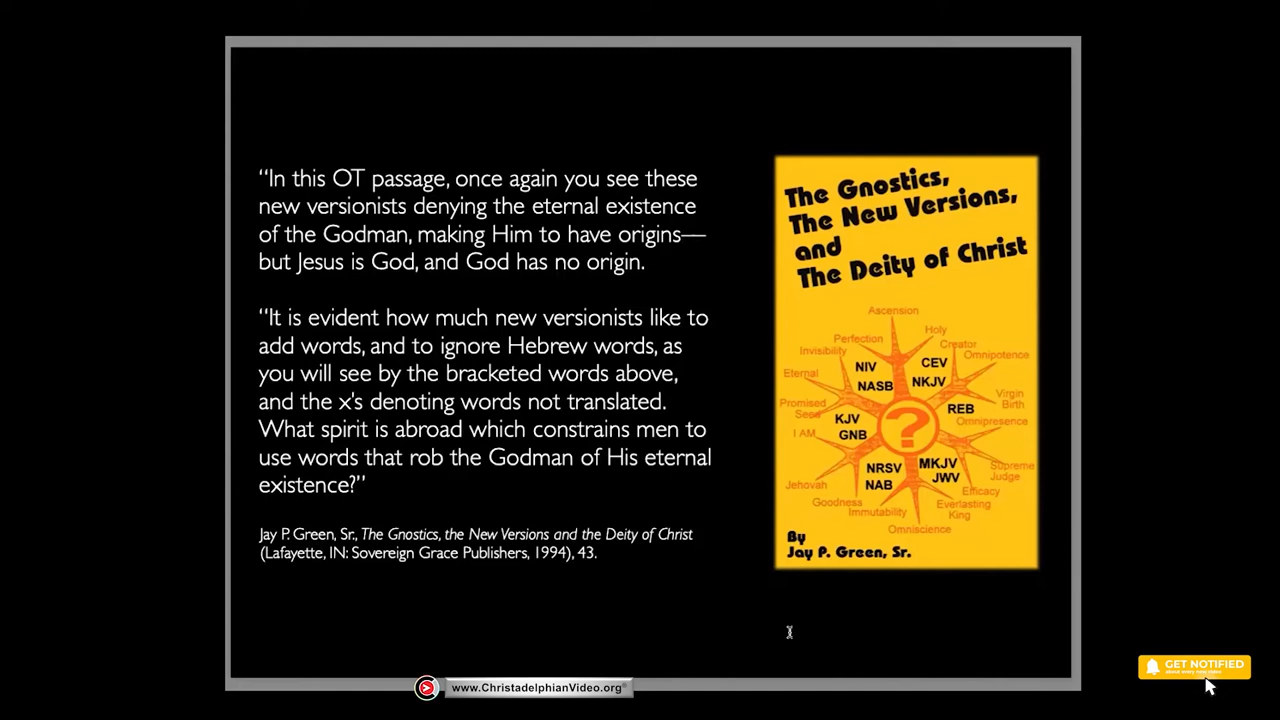 “In this OT passage, once again you see these
new versionists denying the eternal existence
of the Godman, making Him to have origins—
but Jesus is God, and God has no origin.
“It is evident how much new versionists like to
add words, and to ignore Hebrew words, as
you will see by the bracketed words above,
and the x's denoting words not translated.
What spirit is abroad which constrains men to
use words that rob the Godman of His eternal
existence?”
Jay P. Green, Sr., The Gnostics, the New Versions and the Deity of Christ
(Lafayette, IN: Sovereign Grace Publishers, 1994), 43.
The Gnostics,
The New Versions,
and
The Deity of Christ
Ascension
Perfection
Holy
Invisibility
Creator
Omnipotence
NIV
CEV
Eternal
NASB
NKJV
Virgin
Birth
Promised
Seed
KJV
REB
Omnipresence
I AM
GNB
NRSV
MKJV
Supreme
Judge
NAB
JWV
Jehovah
Efficacy
Goodness
Everlasting
King
Immutability
Omniscience
By
Jay P. Green, Sr.
www.ChristadelphianVideo.org®
GET NOTIFIED
about every new video